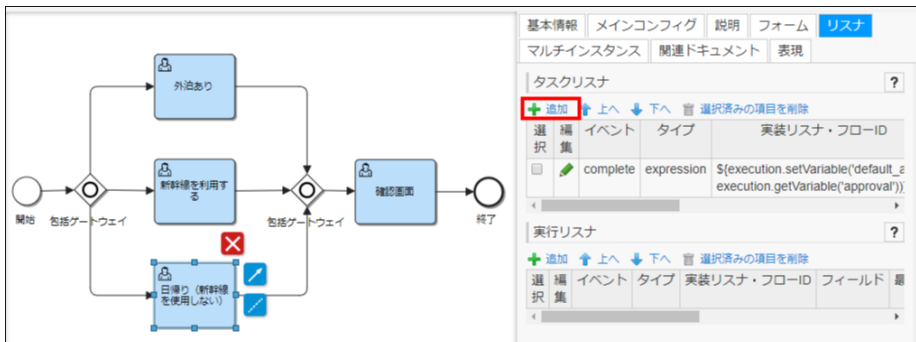 外泊あり
新幹線を利用す
る
日帰り（新幹線
を使用しない）
確認画面
開始
包括ゲートウェイ
包括ゲートウェイ
終了
基本情報 メインコンフィグ 説明 フォーム リスナ
マルチインスタンス 関連ドキュメント 表現
タスクリスナ ?
追加 上へ 下へ 選択済みの項目を削除
選択 編集 イベント タイプ 実装リスナ・フローID
complete expression ${execution.setVariable('default_a
execution.getVariable('approval'))}
実行リスナ ?
追加 上へ 下へ 選択済みの項目を削除
選択 編集 イベント タイプ 実装リスナ・フローID フィールド 最